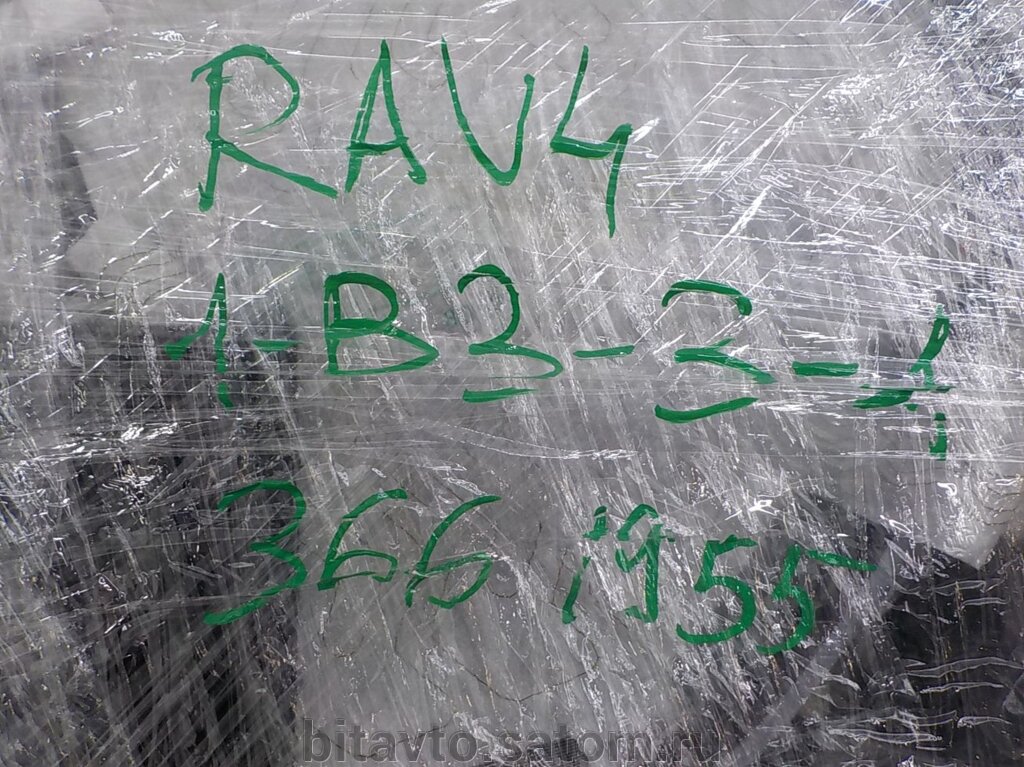 RAV4
1-B3-3-1
366 1955
bitavto.satom.ru